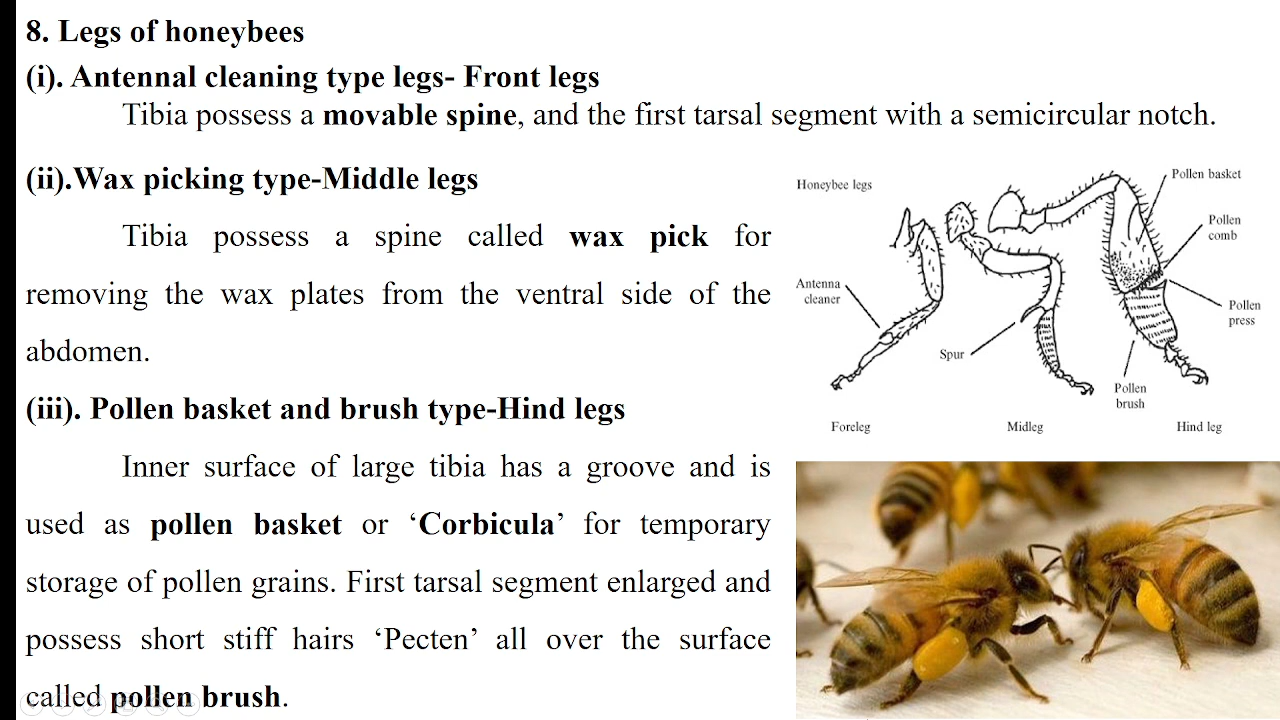 8. Legs of honeybees
(i). Antennal cleaning type legs- Front legs
Tibia possess a movable spine, and the first tarsal segment with a semicircular notch.
(ii).Wax picking type-Middle legs
Tibia possess a spine called wax pick for
removing the wax plates from the ventral side of the
abdomen.
(iii). Pollen basket and brush type-Hind legs
Inner surface of large tibia has a groove and is
used as pollen basket or ‘Corbicula’ for temporary
storage of pollen grains. First tarsal segment enlarged and
possess short stiff hairs ‘Pecten’ all over the surface
called pollen brush.
Honeybee legs
Pollen basket
Pollen
comb
Antenna
cleaner
Pollen
press
Spur
Pollen
brush
Foreleg
Midleg
Hind leg